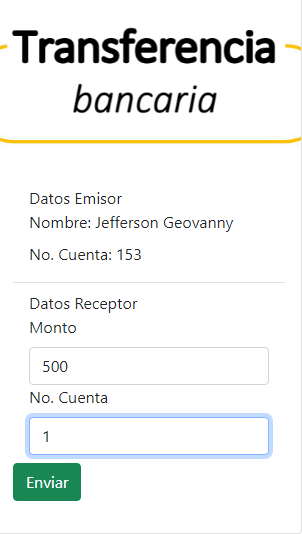 Transferencia
bancaria
Datos Emisor
Nombre: Jefferson Geovanny
No. Cuenta: 153
Datos Receptor
Monto
500
No. Cuenta
1
Enviar